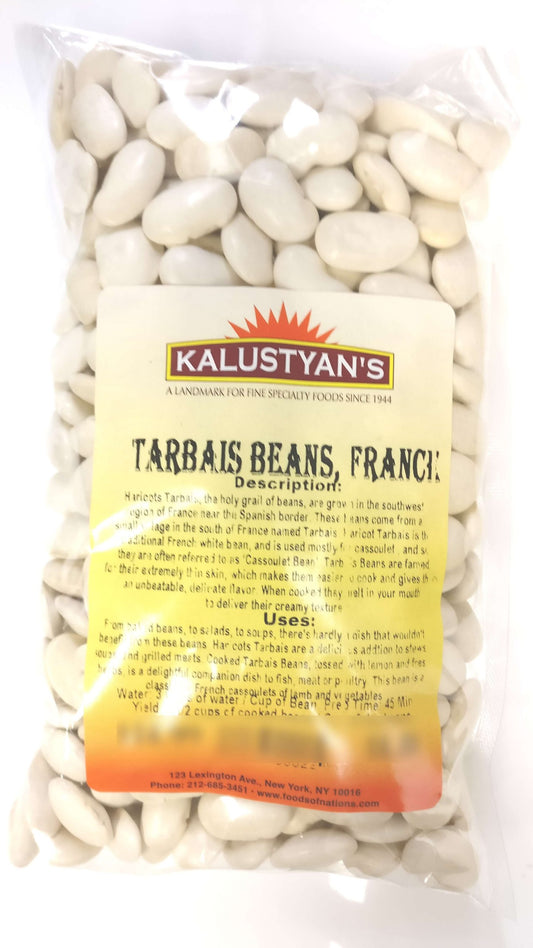 KALUSTYAN'S
A LANDMARK FOR FINE SPECIALTY FOODS SINCE 1944
TARBAIS BEANS, FRANCE
Description:
Haricots Tarbais, the holy grail of beans, are grown in the southwest
region of France near the Spanish border. These beans come from a
small village in the south of France named Tarbais. Haricot Tarbais is the
traditional French white bean, and is used mostly for cassoulet and
they are often referred to as 'Cassoulet Bean'. Tarbais Beans are famed
for their extremely thin skin, which makes them easier to cook and gives
an unbeatable, delicate flavor. When cooked they melt in your mouth
to deliver their creamy texture
Uses:
From baked beans, to salads, to soups, there's hardly a dish that wouldn't
benefit from these beans. Haricots Tarbais are a delicious addition to stews,
and grilled meats. Cooked Tarbais Beans, tossed with lemon and
herbs, is a delightful companion dish to fish, meat or poultry. This bean is a
French cassoulets of lamb and vegetables
Water: 3 of water / Cup of Bean Time 45 Min
Yield 2 cups of cooked
123 Lexington Ave., New York, NY 10016
Phone: 212-685-3451 · www.foodsofnations.com